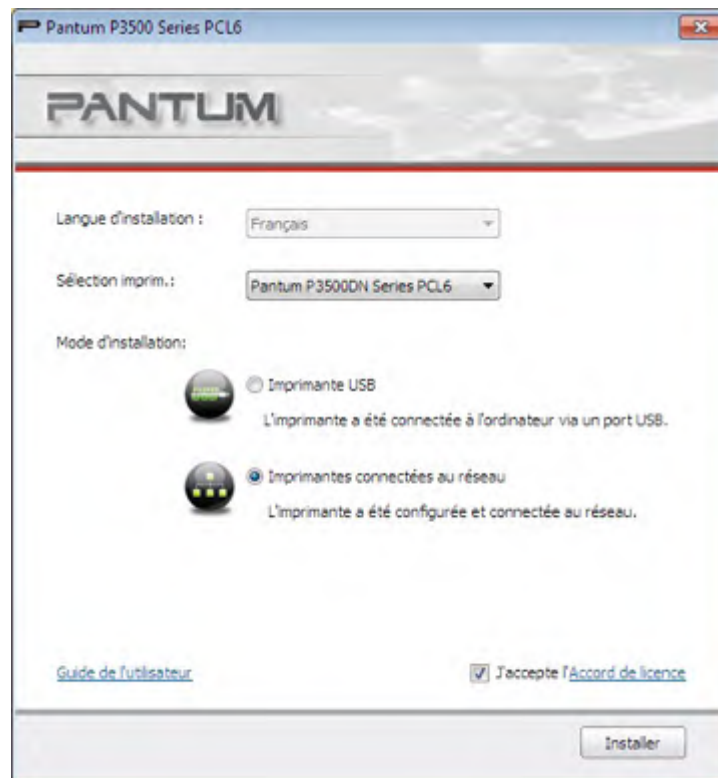 Pantum P3500 Series PCL6
PANTUM
Langue d'installation :
Français
Sélection imprim.:
Pantum P3500DN Series PCL6
Mode d'installation:
Imprimante USB
L'imprimante a été connectée à l'ordinateur via un port USB.
Imprimantes connectées au réseau
L'imprimante a été configurée et connectée au réseau.
Guide de l'utilisateur
J'accepte l'Accord de licence
Installer